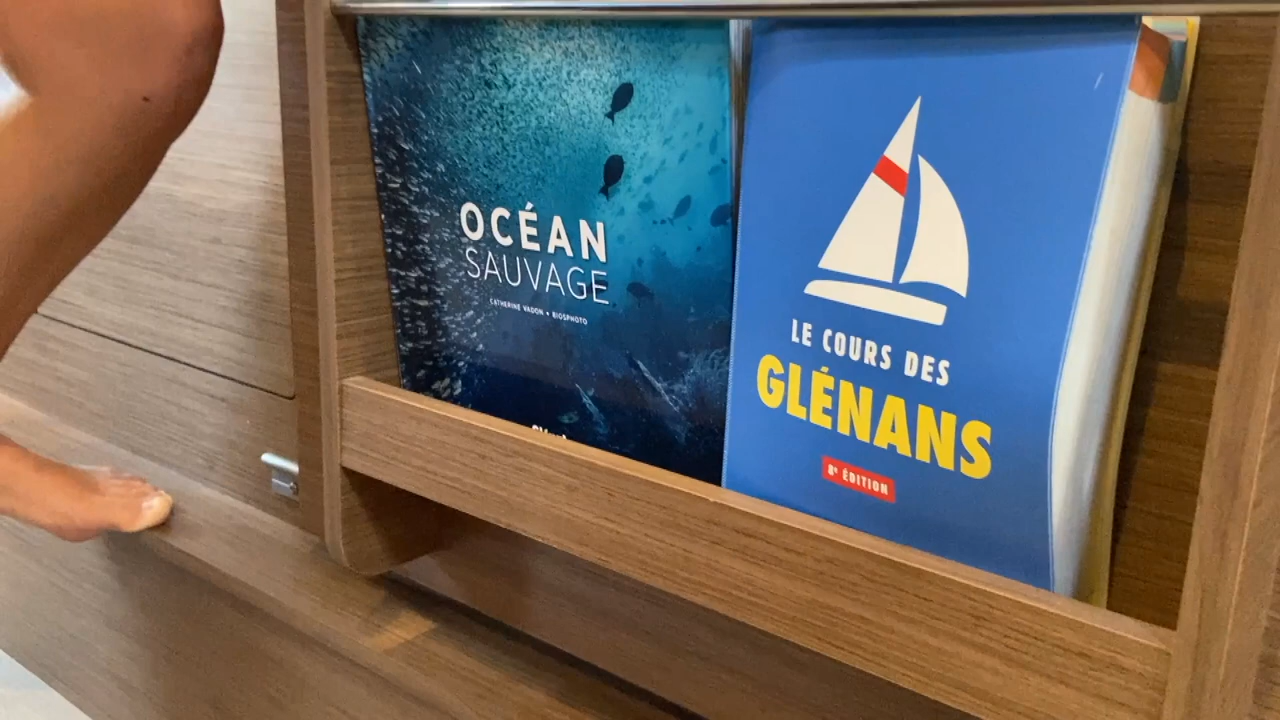 OCÉAN
SAUVAGE
CATHERINE VADON • BIOSPHOTO
LE COURS DES
GLÉNANS
8ᵉ ÉDITION